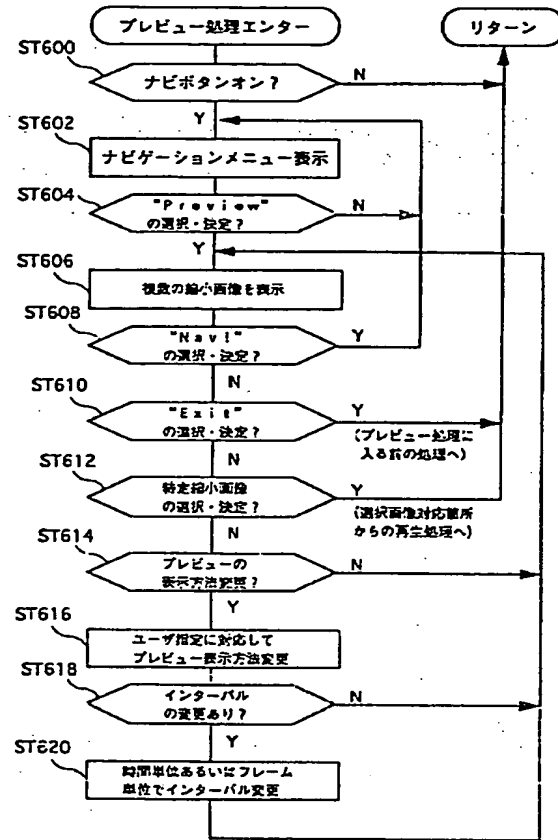 プレビュー処理エンター
リターン
ST600
ナビボタンオン?
N
Y
ST602
ナビゲーションメニュー表示
ST604
"Preview"
の選択・決定?
N
Y
ST606
複数の縮小画像を表示
ST608
"Navi"
の選択・決定?
Y
N
ST610
"Exit"
の選択・決定?
Y
(プレビュー処理に
入る前の処理へ)
N
ST612
特定縮小画像
の選択・決定?
Y
(選択画像対応箇所
からの再生処理へ)
N
ST614
プレビューの
表示方法変更?
N
Y
ST616
ユーザ指定に対応して
プレビュー表示方法変更
ST618
インターバル
の変更あり?
N
Y
ST620
時間単位あるいはフレーム
単位でインターバル変更